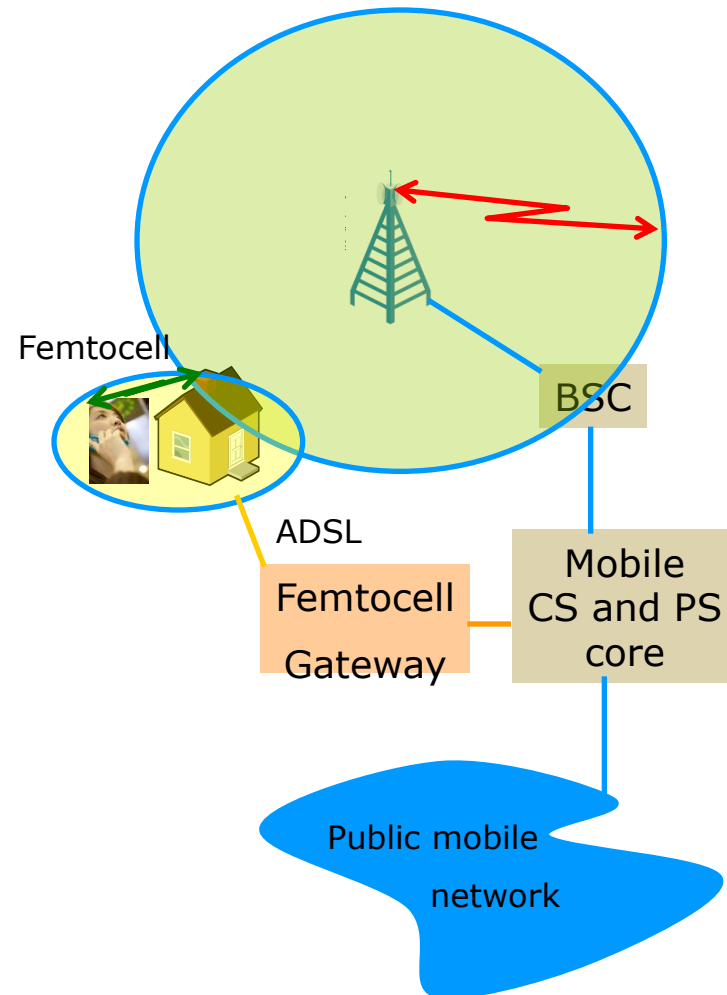 Femtocell
BSC
ADSL
Femtocell
Gateway
Mobile
CS and PS
core
Public mobile
network